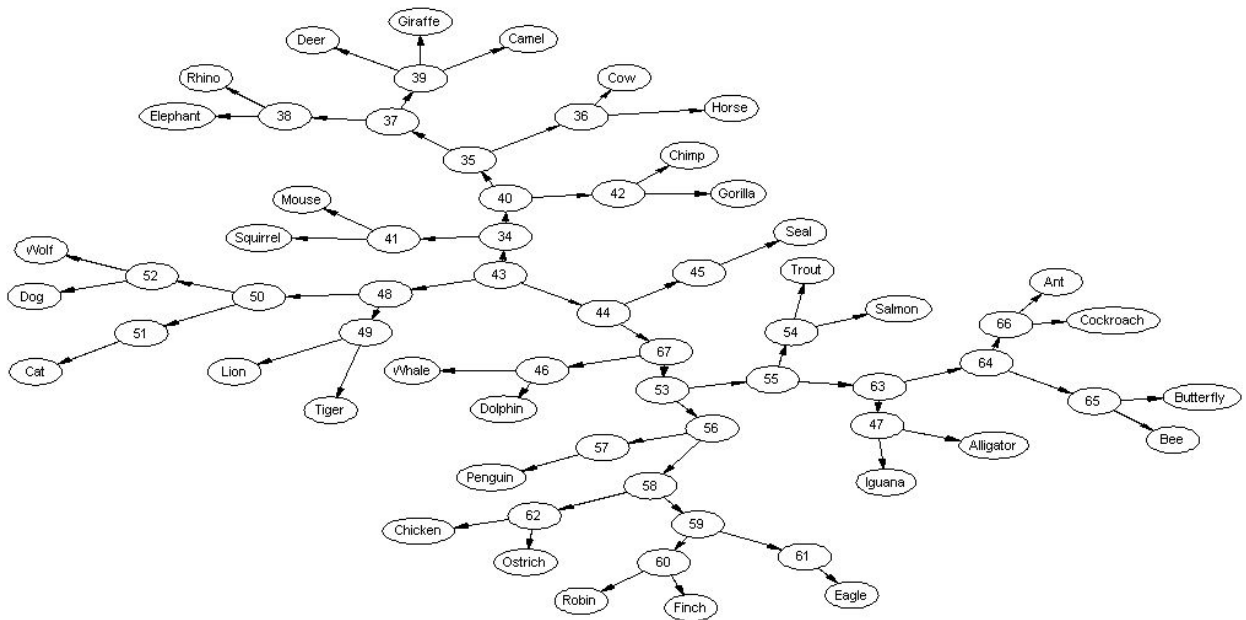 Giraffe
Deer
Camel
39
Rhino
Cow
Elephant
38
37
36
Horse
35
Chimp
Mouse
40
42
Gorilla
Squirrel
41
34
Seal
Wolf
52
43
45
Trout
Ant
Dog
50
48
44
54
Salmon
66
Cockroach
51
49
Cat
Lion
Whale
46
67
64
Tiger
Dolphin
53
55
63
65
Butterfly
56
47
Bee
57
Alligator
Penguin
58
Iguana
Chicken
62
59
Ostrich
60
61
Robin
Finch
Eagle